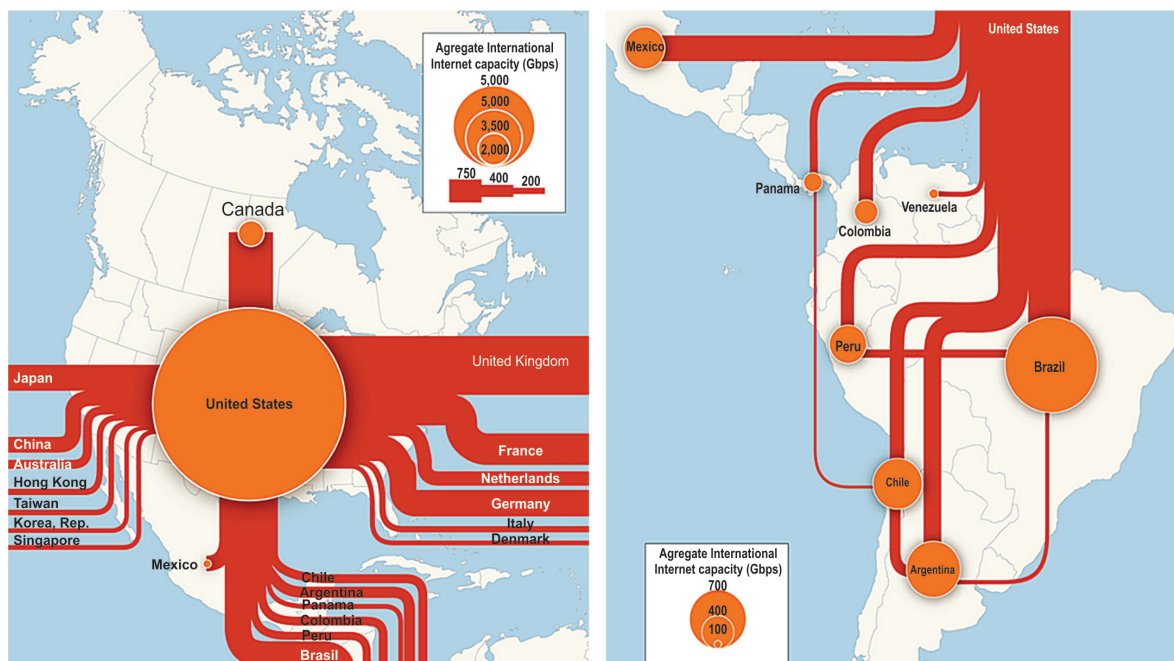 Agregate International
Internet capacity (Gbps)
5,000
5,000
3,500
2,000
750 400 200
Canada
United States
United Kingdom
Japan
China
Australia
Hong Kong
Taiwan
Korea, Rep.
Singapore
France
Netherlands
Germany
Italy
Denmark
Mexico
Chile
Argentina
Panama
Colombia
Peru
Brasil
United States
Mexico
Panama
Venezuela
Colombia
Peru
Brazil
Chile
Argentina
Agregate International
Internet capacity (Gbps)
700
400
100